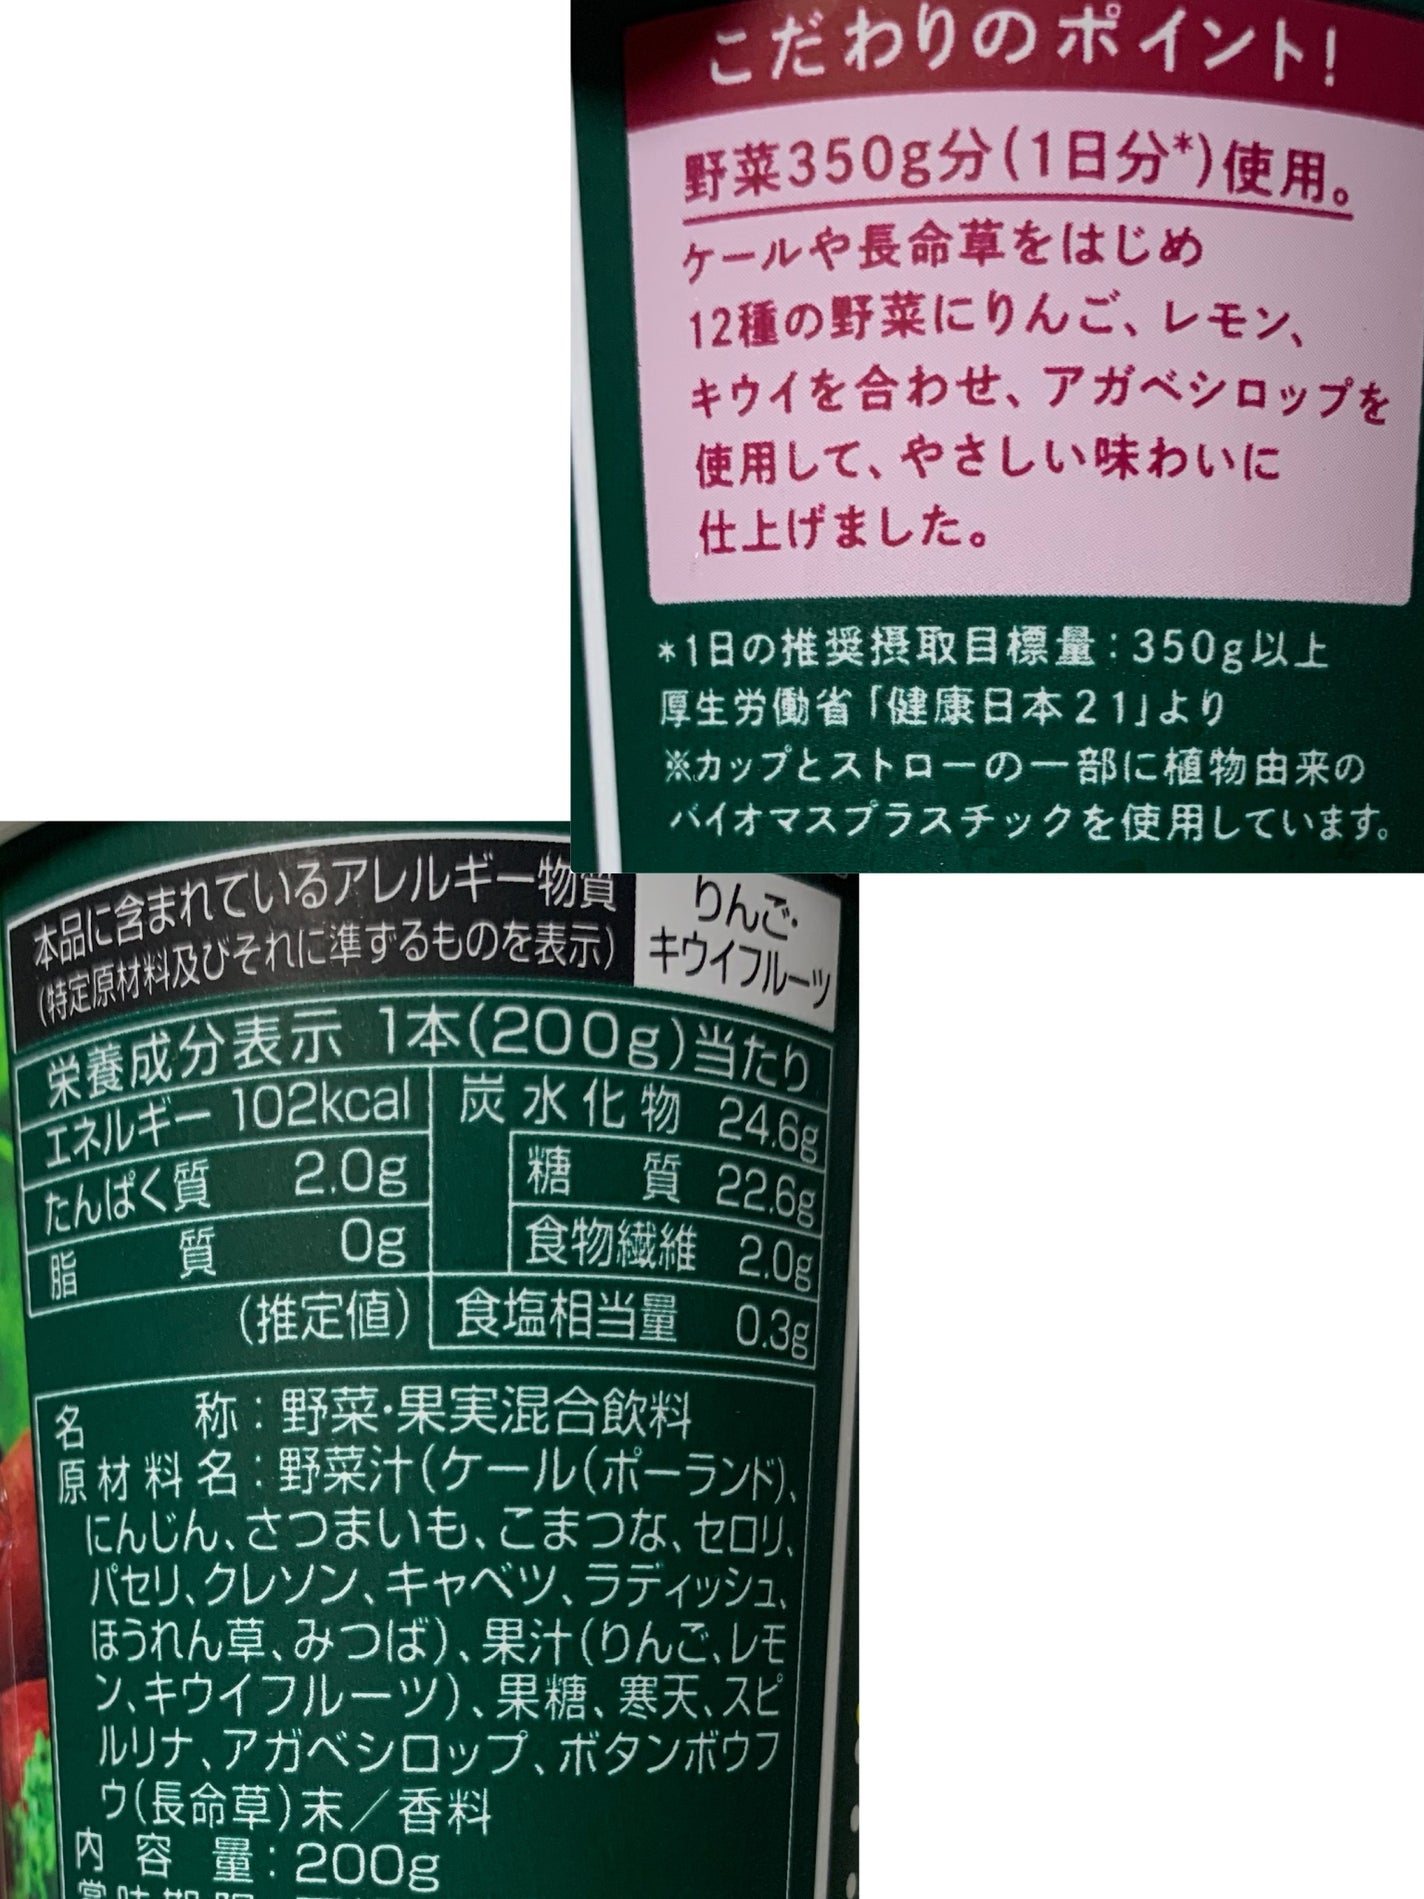 こだわりのポイント!
野菜350g分(1日分*)使用。
ケールや長命草をはじめ
12種の野菜にりんご、レモン、
キウイを合わせ、アガベシロップを
使用して、やさしい味わいに
仕上げました。
*1日の推奨摂取目標量:350g以上
厚生労働省「健康日本21」より
※カップとストローの一部に植物由来の
バイオマスプラスチックを使用しています。
本品に含まれているアレルギー物質
(特定原材料及びそれに準ずるものを表示)
りんご・
キウイフルーツ
栄養成分表示 1本(200g)当たり
エネルギー 102kcal
たんぱく質 2.0g
脂質 0g
(推定値)
炭水化物 24.6g
糖質 22.6g
食物繊維 2.0g
食塩相当量 0.3g
名称:野菜・果実混合飲料
原材料名:野菜汁(ケール(ポーランド)、
にんじん、さつまいも、こまつな、セロリ、
パセリ、クレソン、キャベツ、ラディッシュ、
ほうれん草、みつば)、果汁(りんご、レモ
ン、キウイフルーツ)、果糖、寒天、スピ
ルリナ、アガベシロップ、ボタンボウフ
ウ(長命草)末/香料
内容量:200g